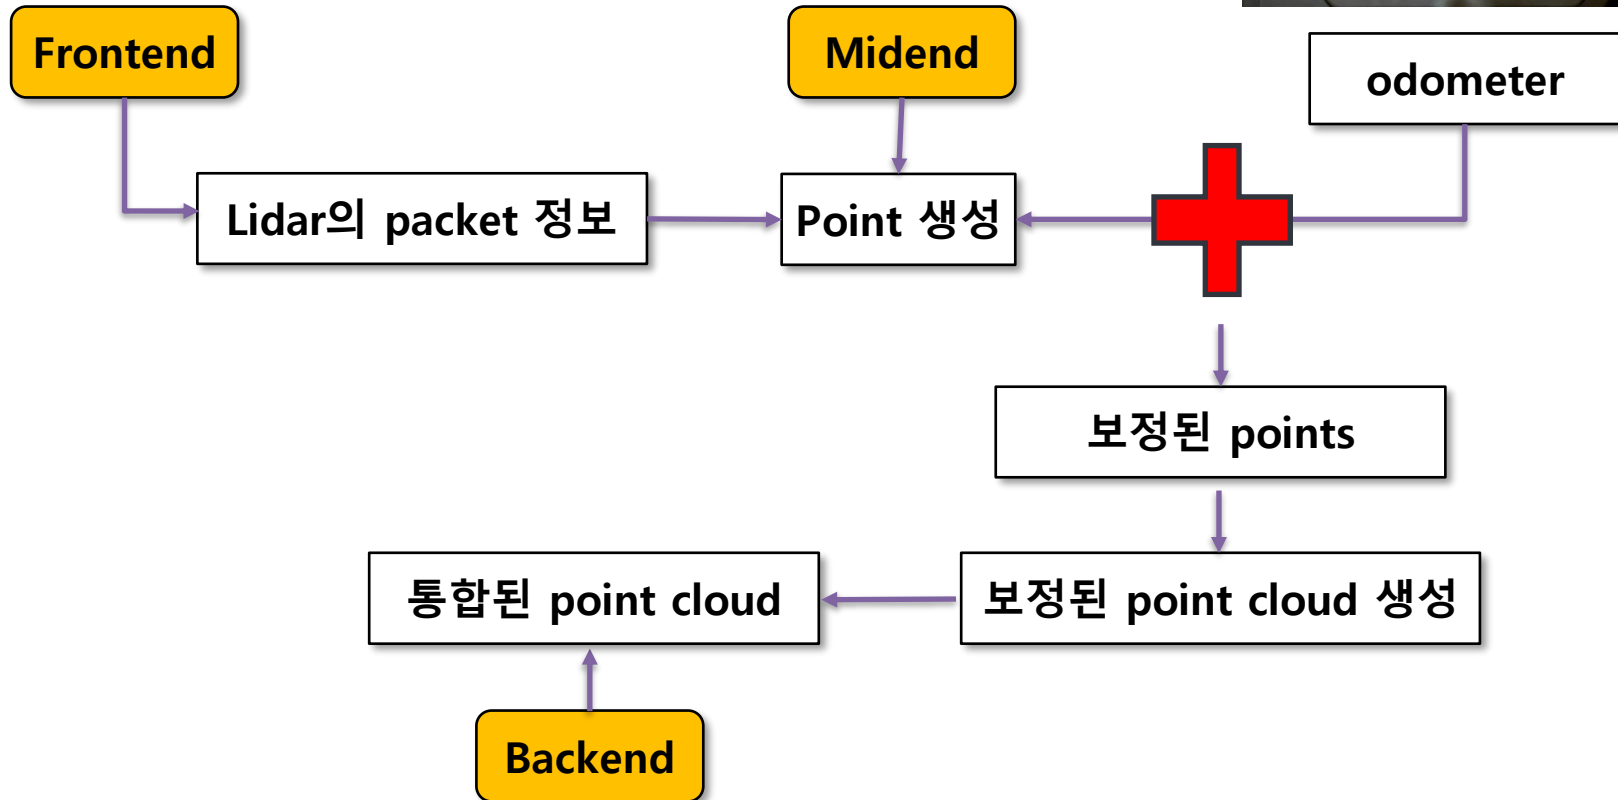 Frontend
Midend
odometer
Lidar의 packet 정보
Point 생성
보정된 points
통합된 point cloud
보정된 point cloud 생성
Backend